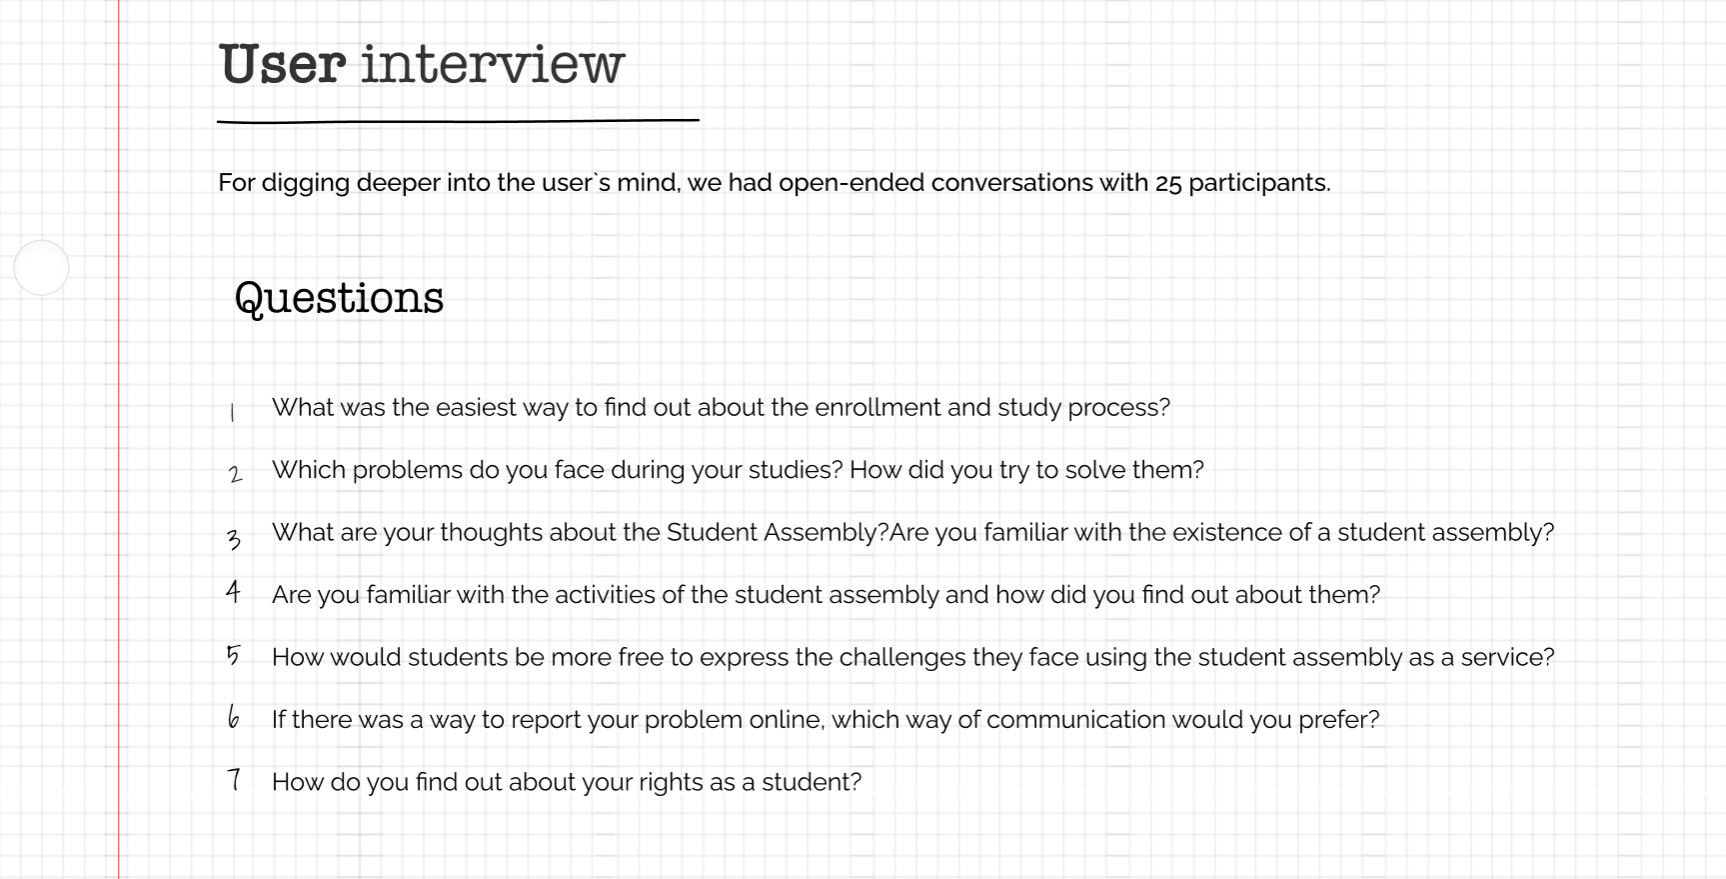 User interview
For digging deeper into the user`s mind, we had open-ended conversations with 25 participants.
Questions
1 What was the easiest way to find out about the enrollment and study process?
2 Which problems do you face during your studies? How did you try to solve them?
3 What are your thoughts about the Student Assembly?Are you familiar with the existence of a student assembly?
4 Are you familiar with the activities of the student assembly and how did you find out about them?
5 How would students be more free to express the challenges they face using the student assembly as a service?
6 If there was a way to report your problem online, which way of communication would you prefer?
7 How do you find out about your rights as a student?